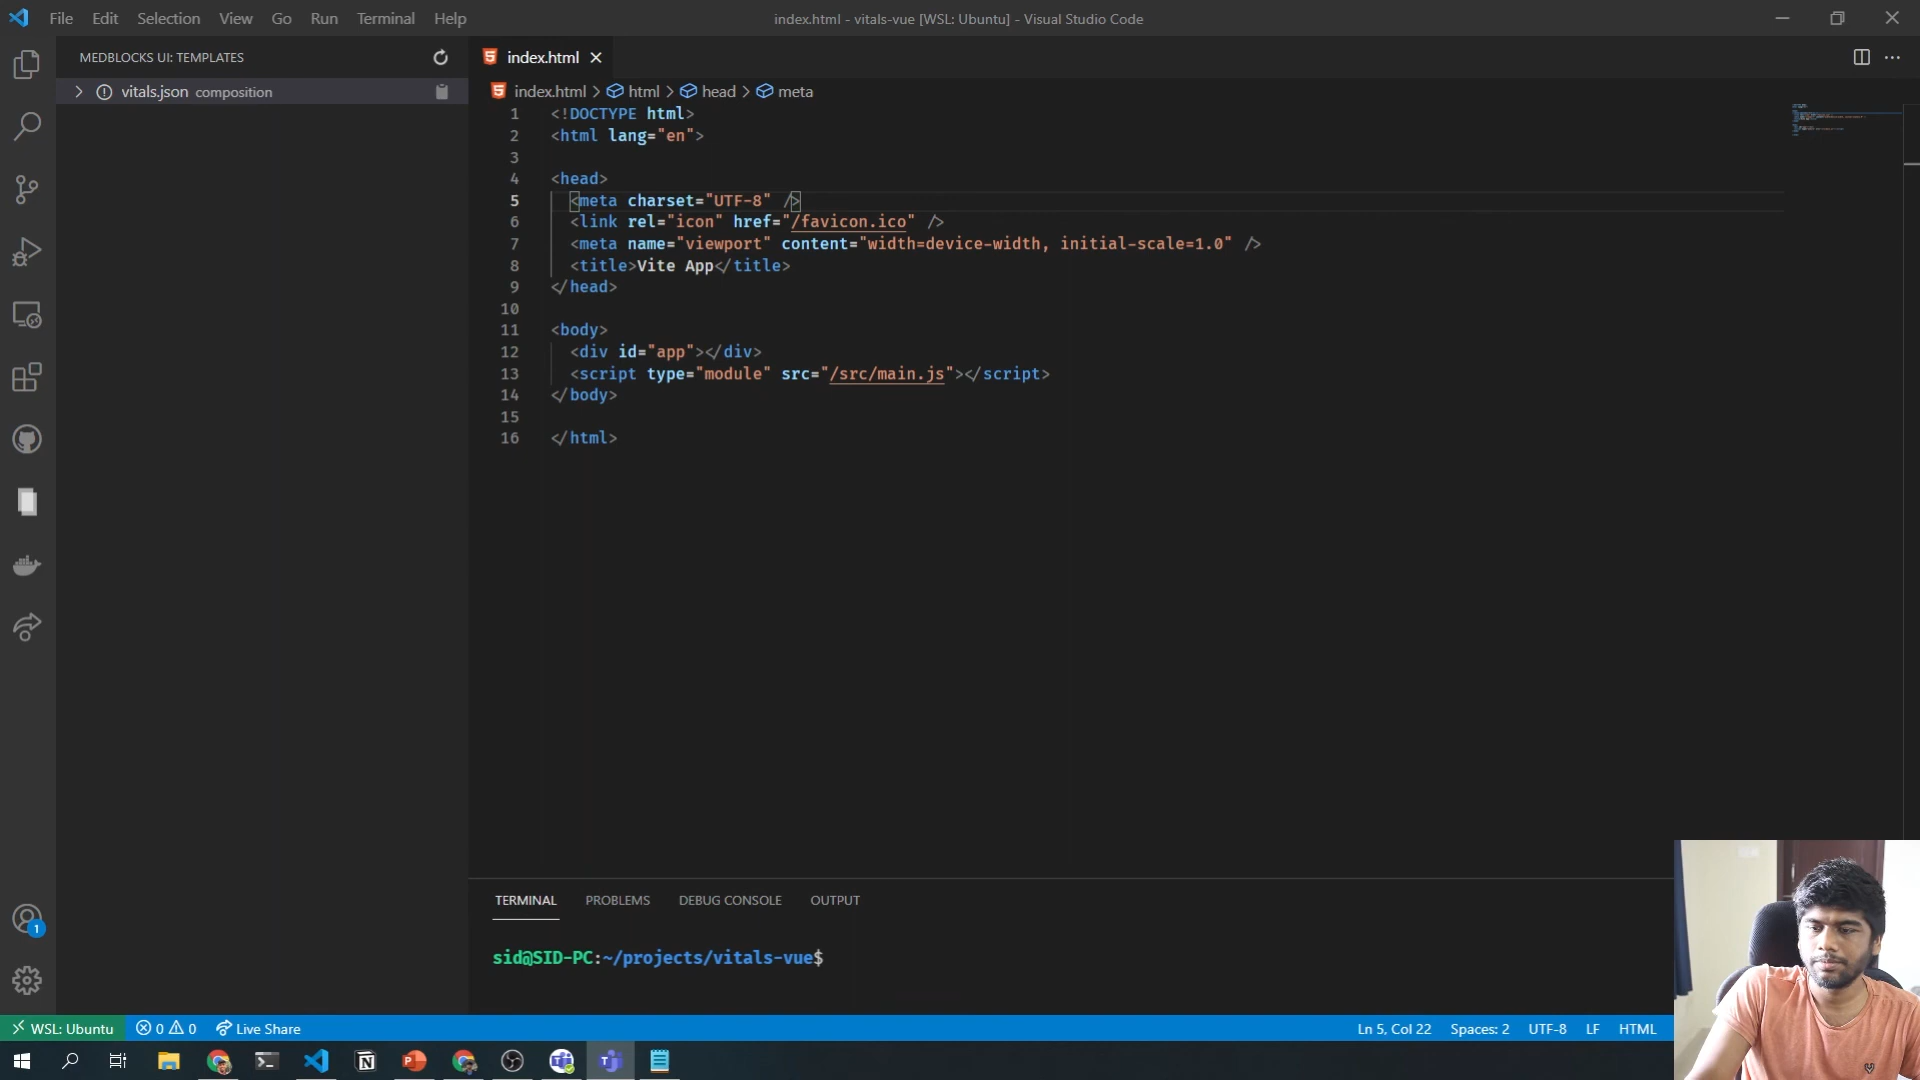 File Edit Selection View Go Run Terminal Help
index.html - vitals-vue [WSL: Ubuntu] - Visual Studio Code
MEDBLOCKS UI: TEMPLATES
vitals.json composition
index.html
index.html > html > head > meta
1 <!DOCTYPE html>
2 <html lang="en">
3
4 <head>
5 <meta charset="UTF-8" />
6 <link rel="icon" href="/favicon.ico" />
7 <meta name="viewport" content="width=device-width, initial-scale=1.0" />
8 <title>Vite App</title>
9 </head>
10
11 <body>
12 <div id="app"></div>
13 <script type="module" src="/src/main.js"></script>
14 </body>
15
16 </html>
TERMINAL PROBLEMS DEBUG CONSOLE OUTPUT
sid@SID-PC:~/projects/vitals-vue$
1
WSL: Ubuntu 0 0 Live Share Ln 5, Col 22 Spaces: 2 UTF-8 LF HTML